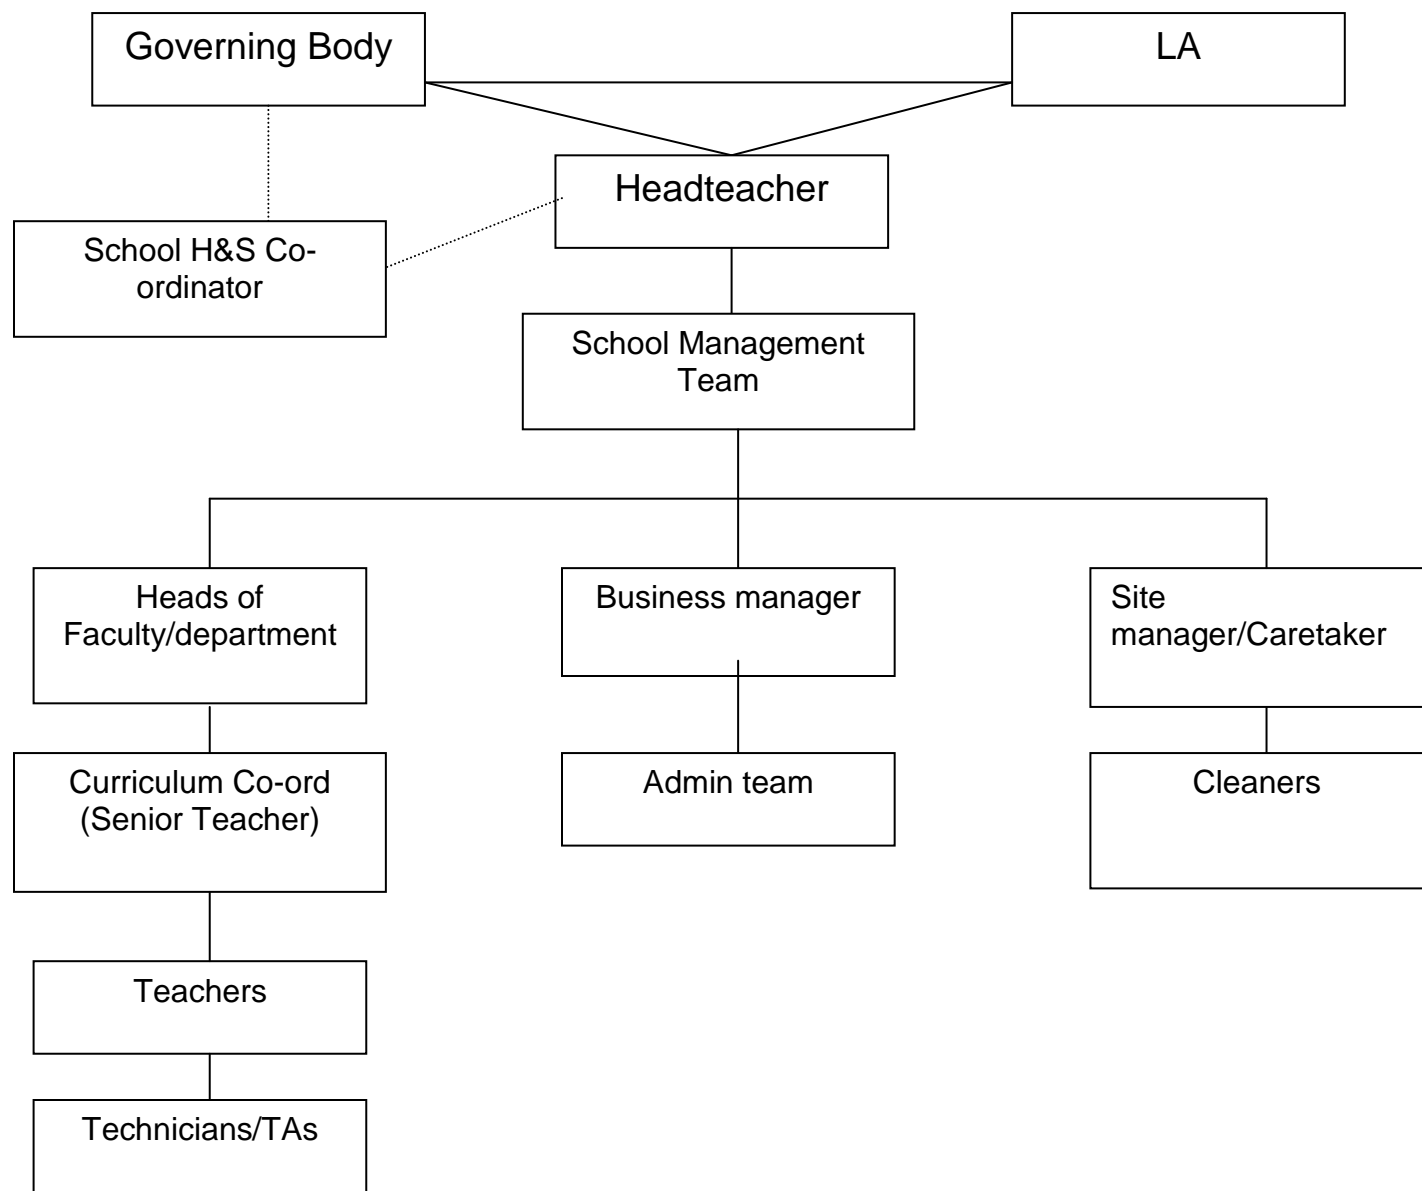 Governing Body
LA
Headteacher
School H&S Co-
ordinator
School Management
Team
Heads of
Faculty/department
Business manager
Site
manager/Caretaker
Curriculum Co-ord
(Senior Teacher)
Admin team
Cleaners
Teachers
Technicians/TAs